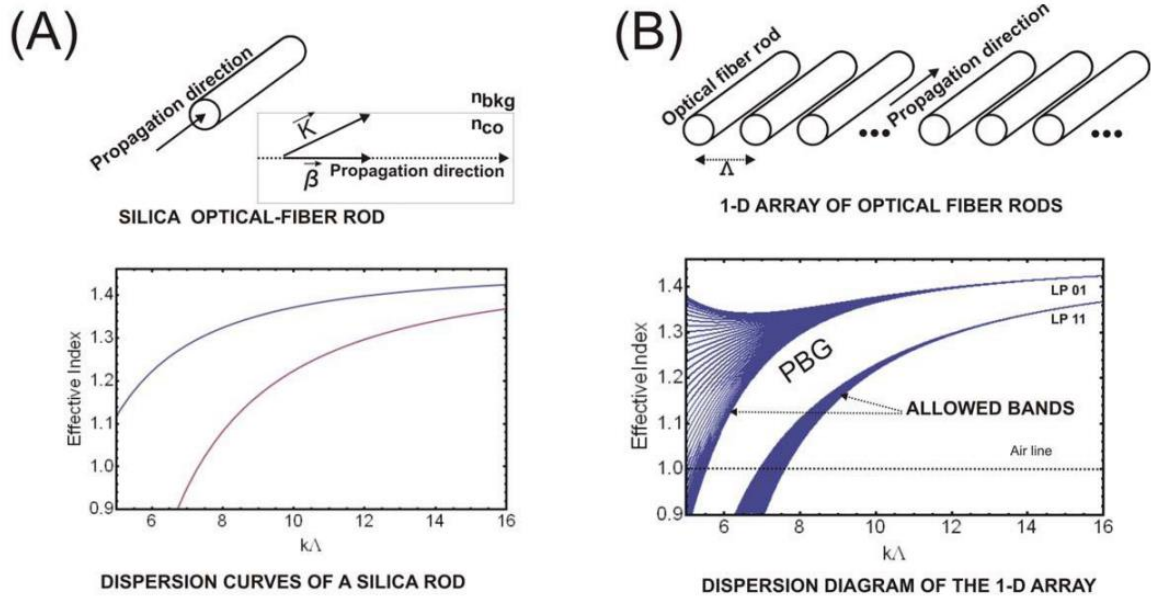 (A)
Propagation direction
K
β
Propagation direction
n bkg
n co
SILICA OPTICAL-FIBER ROD
Effective Index
1.4
1.3
1.2
1.1
1.0
0.9
6
8
10
12
14
16
kΛ
DISPERSION CURVES OF A SILICA ROD
(B)
Optical fiber rod
Propagation direction
Λ
1-D ARRAY OF OPTICAL FIBER RODS
Effective Index
1.4
1.3
1.2
1.1
1.0
0.9
LP 01
LP 11
PBG
ALLOWED BANDS
Air line
6
8
10
12
14
16
kΛ
DISPERSION DIAGRAM OF THE 1-D ARRAY